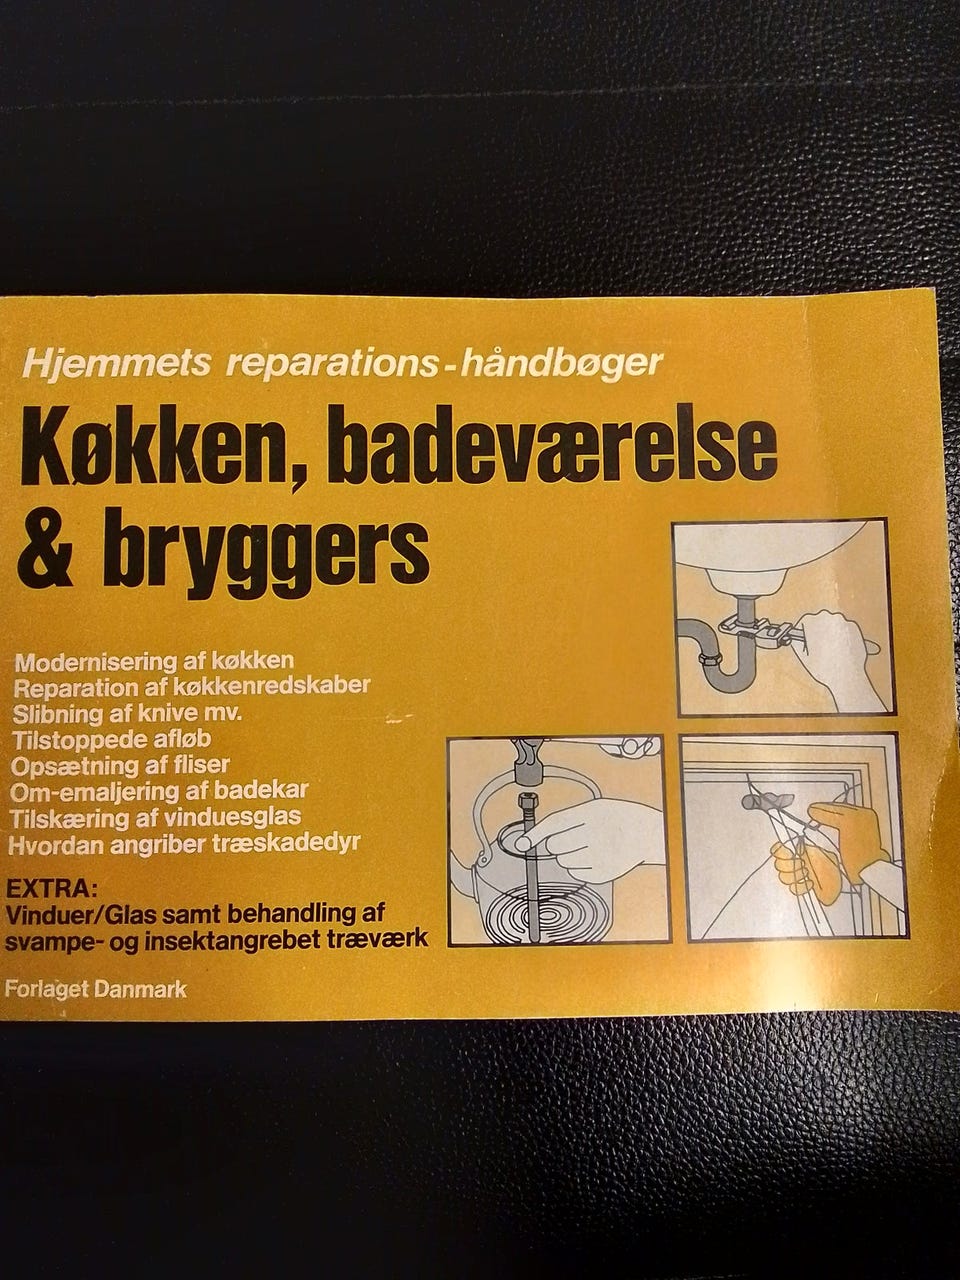 Hjemmets reparations-håndbøger
Køkken, badeværelse
& bryggers
Modernisering af køkken
Reparation af køkkenredskaber
Slibning af knive mv.
Tilstoppede afløb
Opsætning af fliser
Om-emaljering af badekar
Tilskæring af vinduesglas
Hvordan angriber træskadedyr
EXTRA:
Vinduer/Glas samt behandling af
svampe- og insektangrebet træværk
Forlaget Danmark